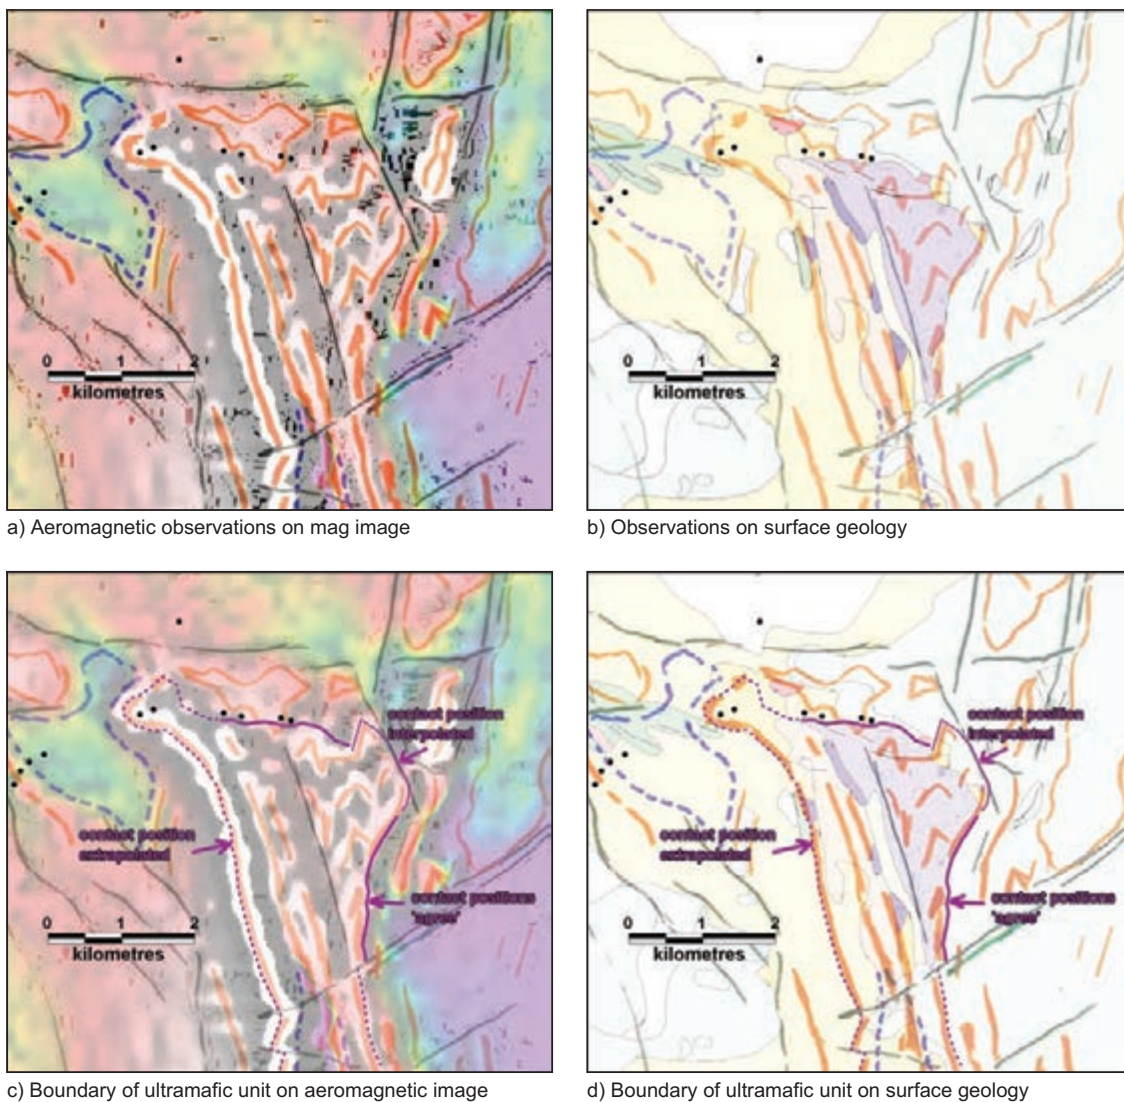 0 1 2
kilometres
0 1 2
kilometres
a) Aeromagnetic observations on mag image
b) Observations on surface geology
contact position
interpolated
contact position
extrapolated
contact positions
'agree'
0 1 2
kilometres
contact position
interpolated
contact position
extrapolated
contact positions
'agree'
0 1 2
kilometres
c) Boundary of ultramafic unit on aeromagnetic image
d) Boundary of ultramafic unit on surface geology